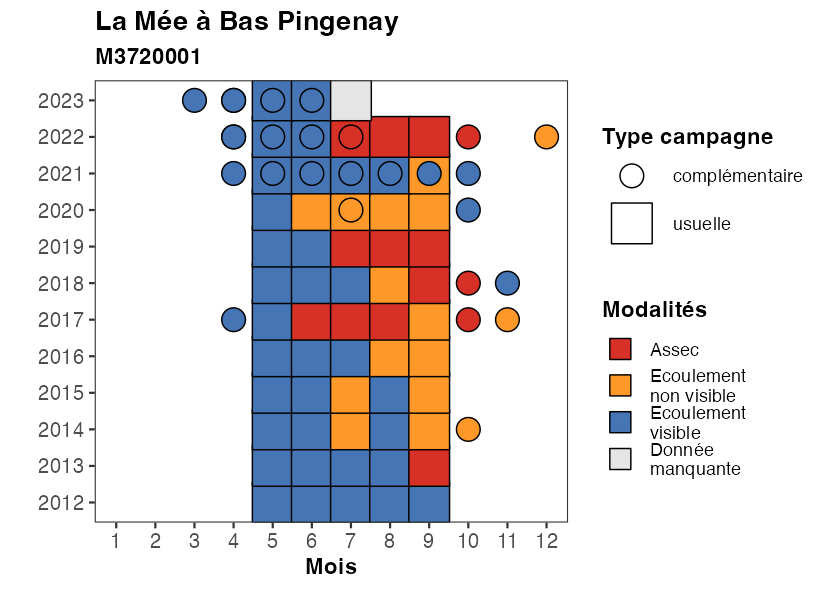 La Mée à Bas Pingenay
M3720001
2023
2022
2021
2020
2019
2018
2017
2016
2015
2014
2013
2012
1 2 3 4 5 6 7 8 9 10 11 12
Mois
Type campagne
complémentaire
usuelle
Modalités
Assec
Ecoulement
non visible
Ecoulement
visible
Donnée
manquante